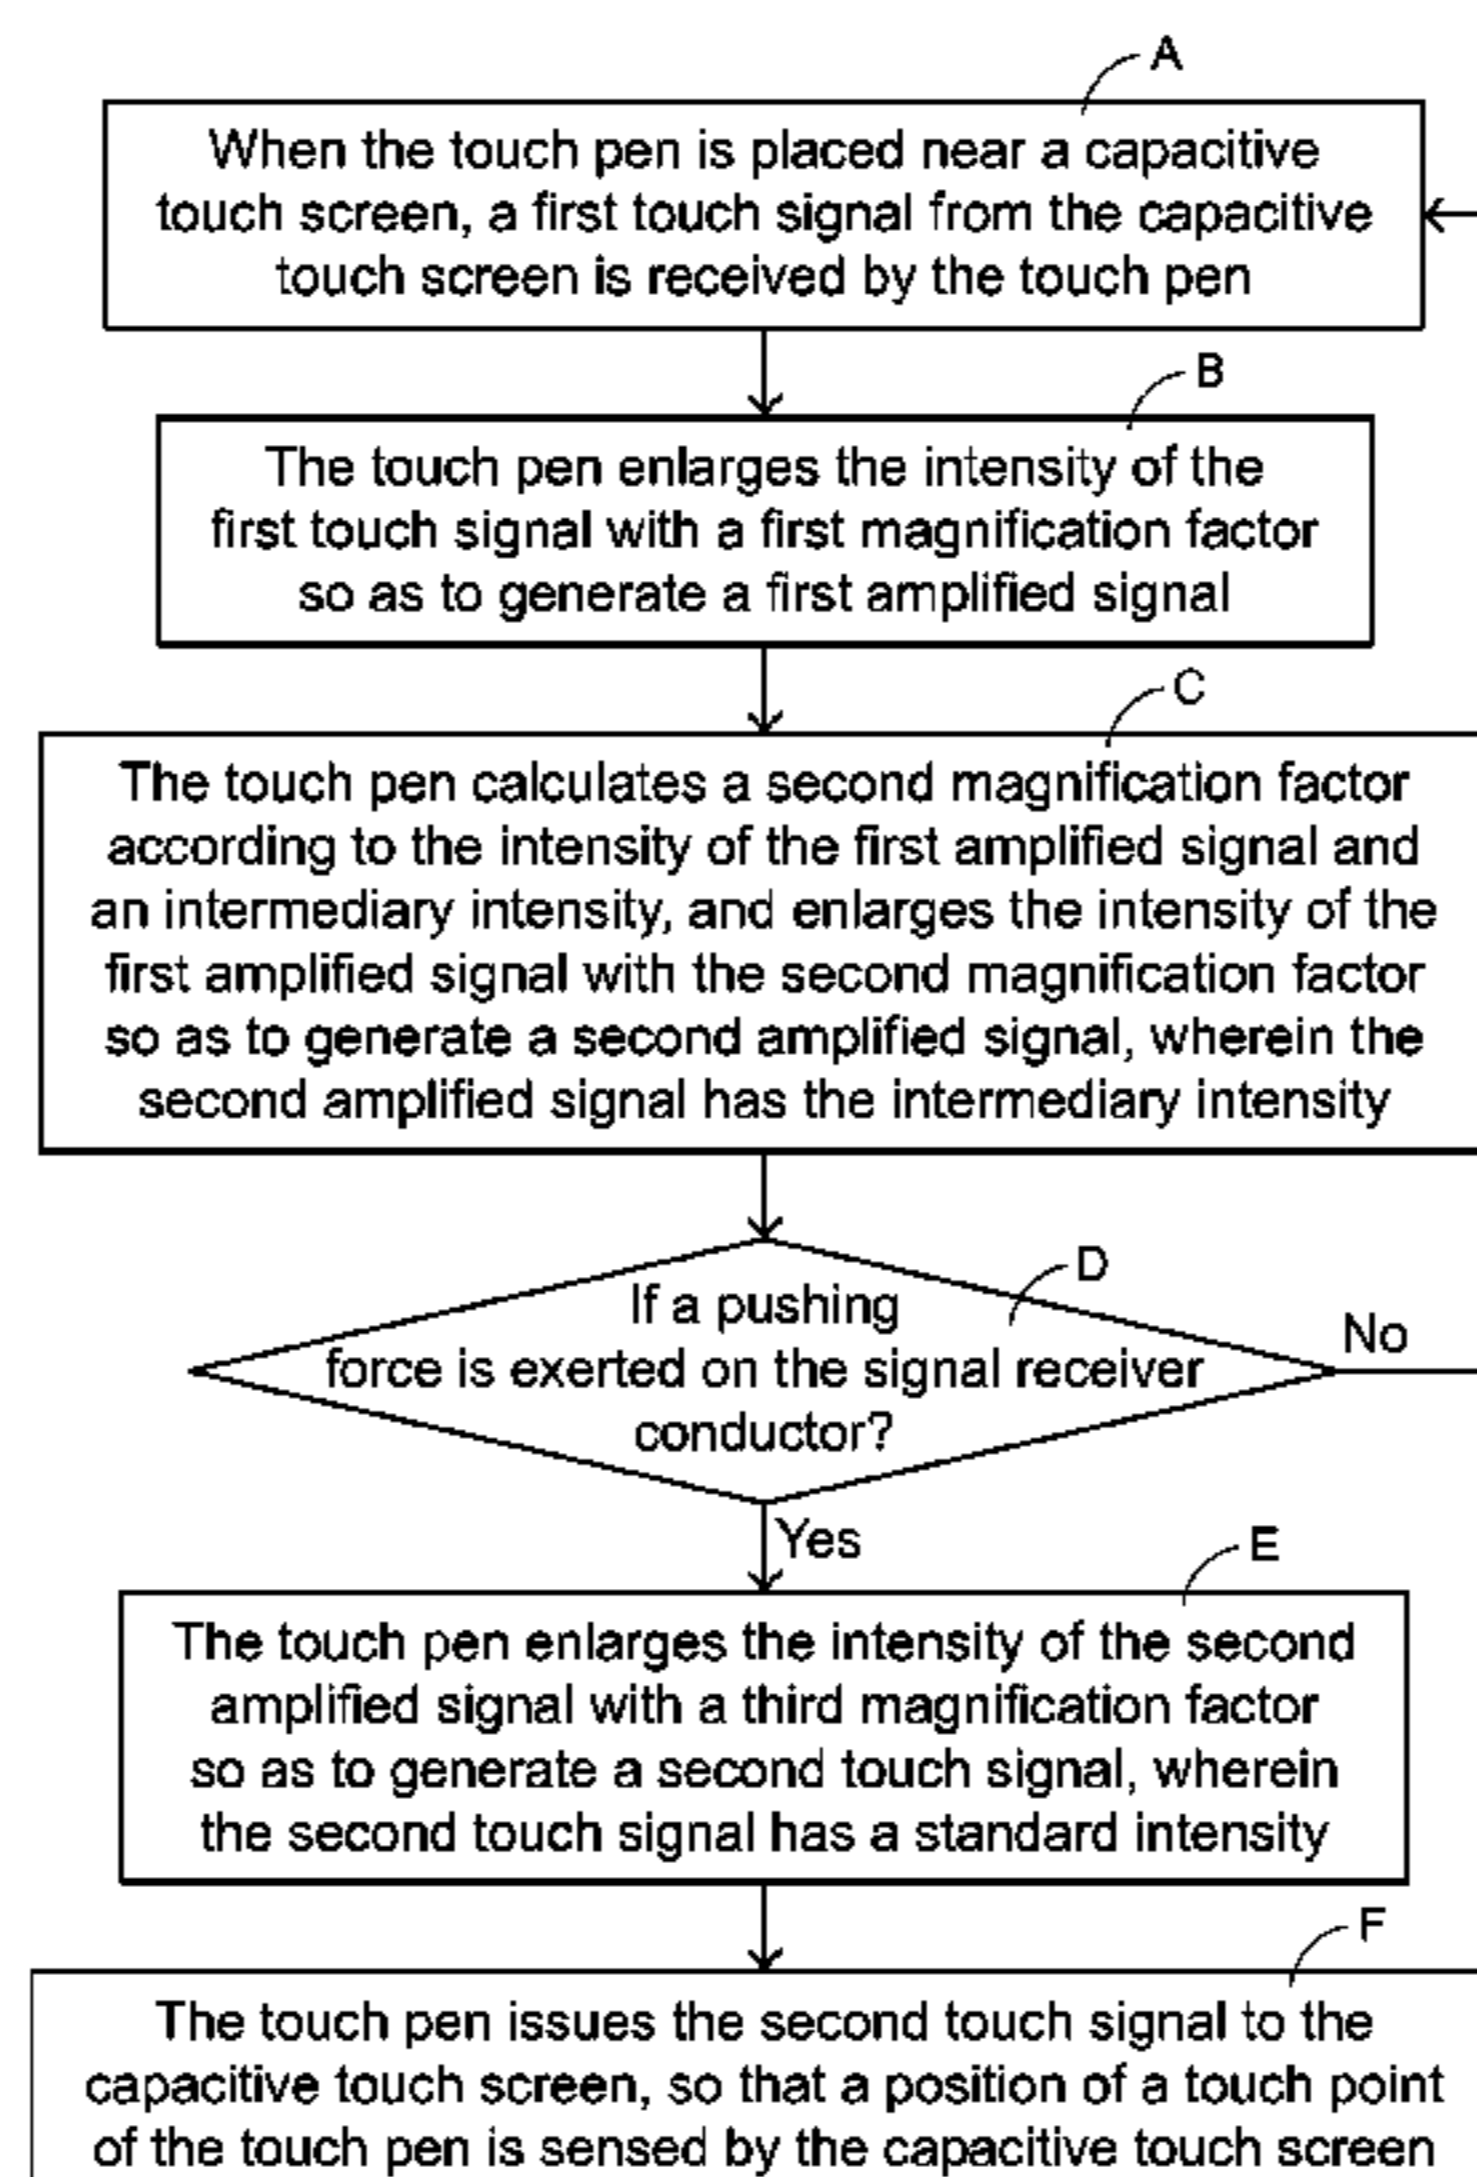 A
When the touch pen is placed near a capacitive
touch screen, a first touch signal from the capacitive
touch screen is received by the touch pen
B
The touch pen enlarges the intensity of the
first touch signal with a first magnification factor
so as to generate a first amplified signal
C
The touch pen calculates a second magnification factor
according to the intensity of the first amplified signal and
an intermediary intensity, and enlarges the intensity of the
first amplified signal with the second magnification factor
so as to generate a second amplified signal, wherein the
second amplified signal has the intermediary intensity
D
If a pushing
force is exerted on the signal receiver
conductor?
No
Yes
E
The touch pen enlarges the intensity of the second
amplified signal with a third magnification factor
so as to generate a second touch signal, wherein
the second touch signal has a standard intensity
F
The touch pen issues the second touch signal to the
capacitive touch screen, so that a position of a touch point
of the touch pen is sensed by the capacitive touch screen